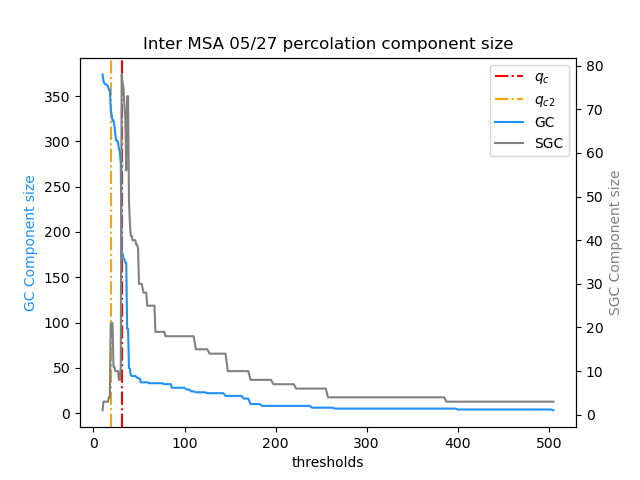 Inter MSA 05/27 percolation component size
GC Component size
350
300
250
200
150
100
50
0
80
70
60
50
40
30
20
10
0
SGC Component size
q_c
q_c2
GC
SGC
0
100
200
300
400
500
thresholds